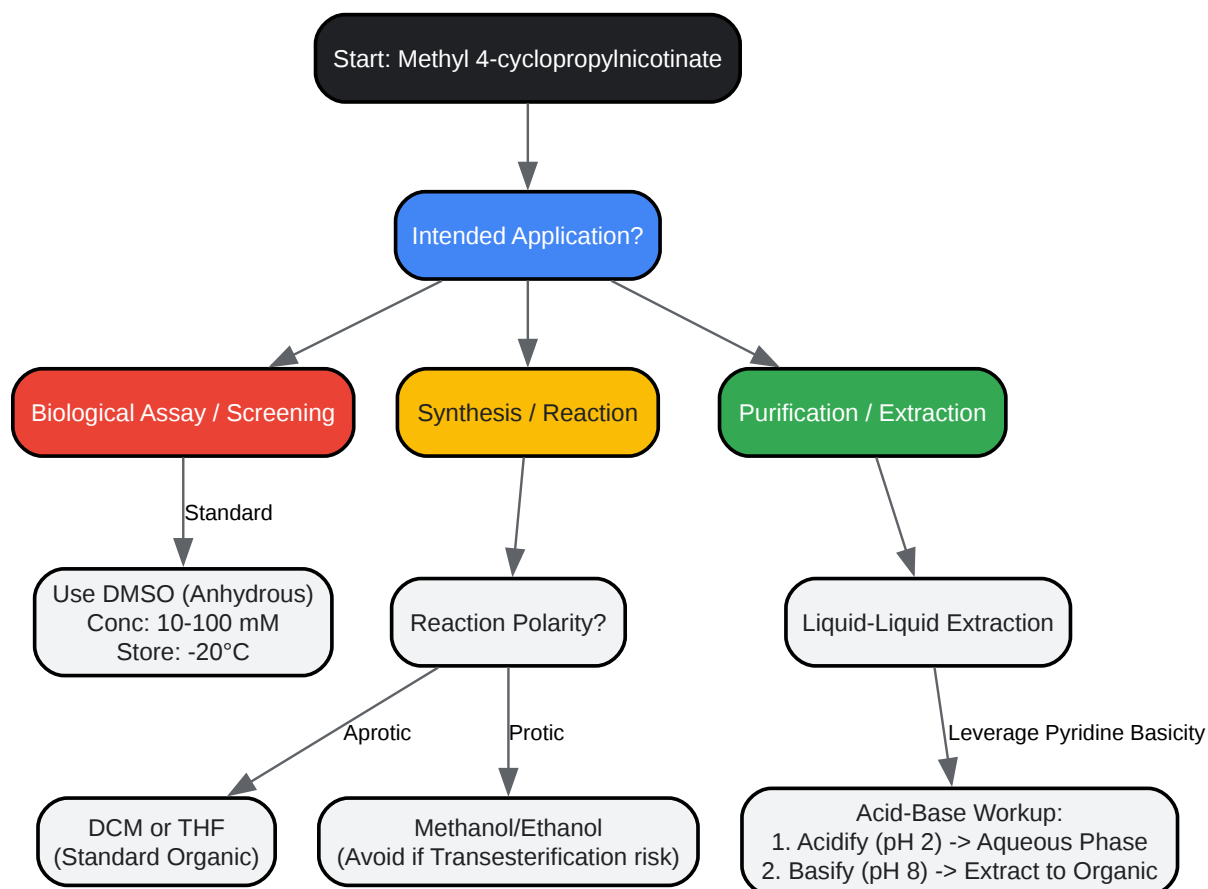 Start: Methyl 4-cyclopropylnicotinate
Intended Application?
Biological Assay / Screening
Synthesis / Reaction
Purification / Extraction
Standard
Use DMSO (Anhydrous)
Conc: 10-100 mM
Store: -20°C
Reaction Polarity?
Liquid-Liquid Extraction
Aprotic
Protic
Leverage Pyridine Basicity
DCM or THF
(Standard Organic)
Methanol/Ethanol
(Avoid if Transesterification risk)
Acid-Base Workup:
1. Acidify (pH 2) -> Aqueous Phase
2. Basify (pH 8) -> Extract to Organic